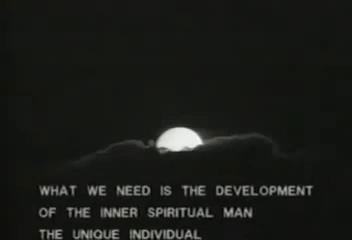 WHAT WE NEED IS THE DEVELOPMENT
OF THE INNER SPIRITUAL MAN
THE UNIQUE INDIVIDUAL